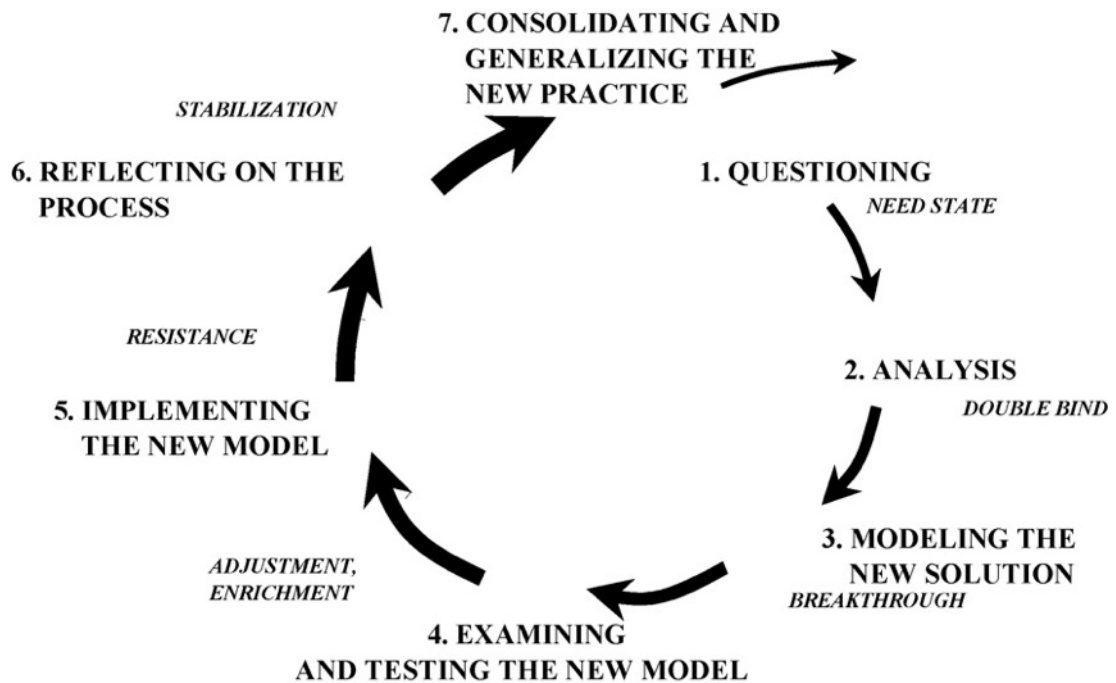 7. CONSOLIDATING AND
GENERALIZING THE
NEW PRACTICE
STABILIZATION
6. REFLECTING ON THE
PROCESS
1. QUESTIONING
NEED STATE
RESISTANCE
2. ANALYSIS
DOUBLE BIND
5. IMPLEMENTING
THE NEW MODEL
3. MODELING THE
NEW SOLUTION
BREAKTHROUGH
ADJUSTMENT,
ENRICHMENT
4. EXAMINING
AND TESTING THE NEW MODEL